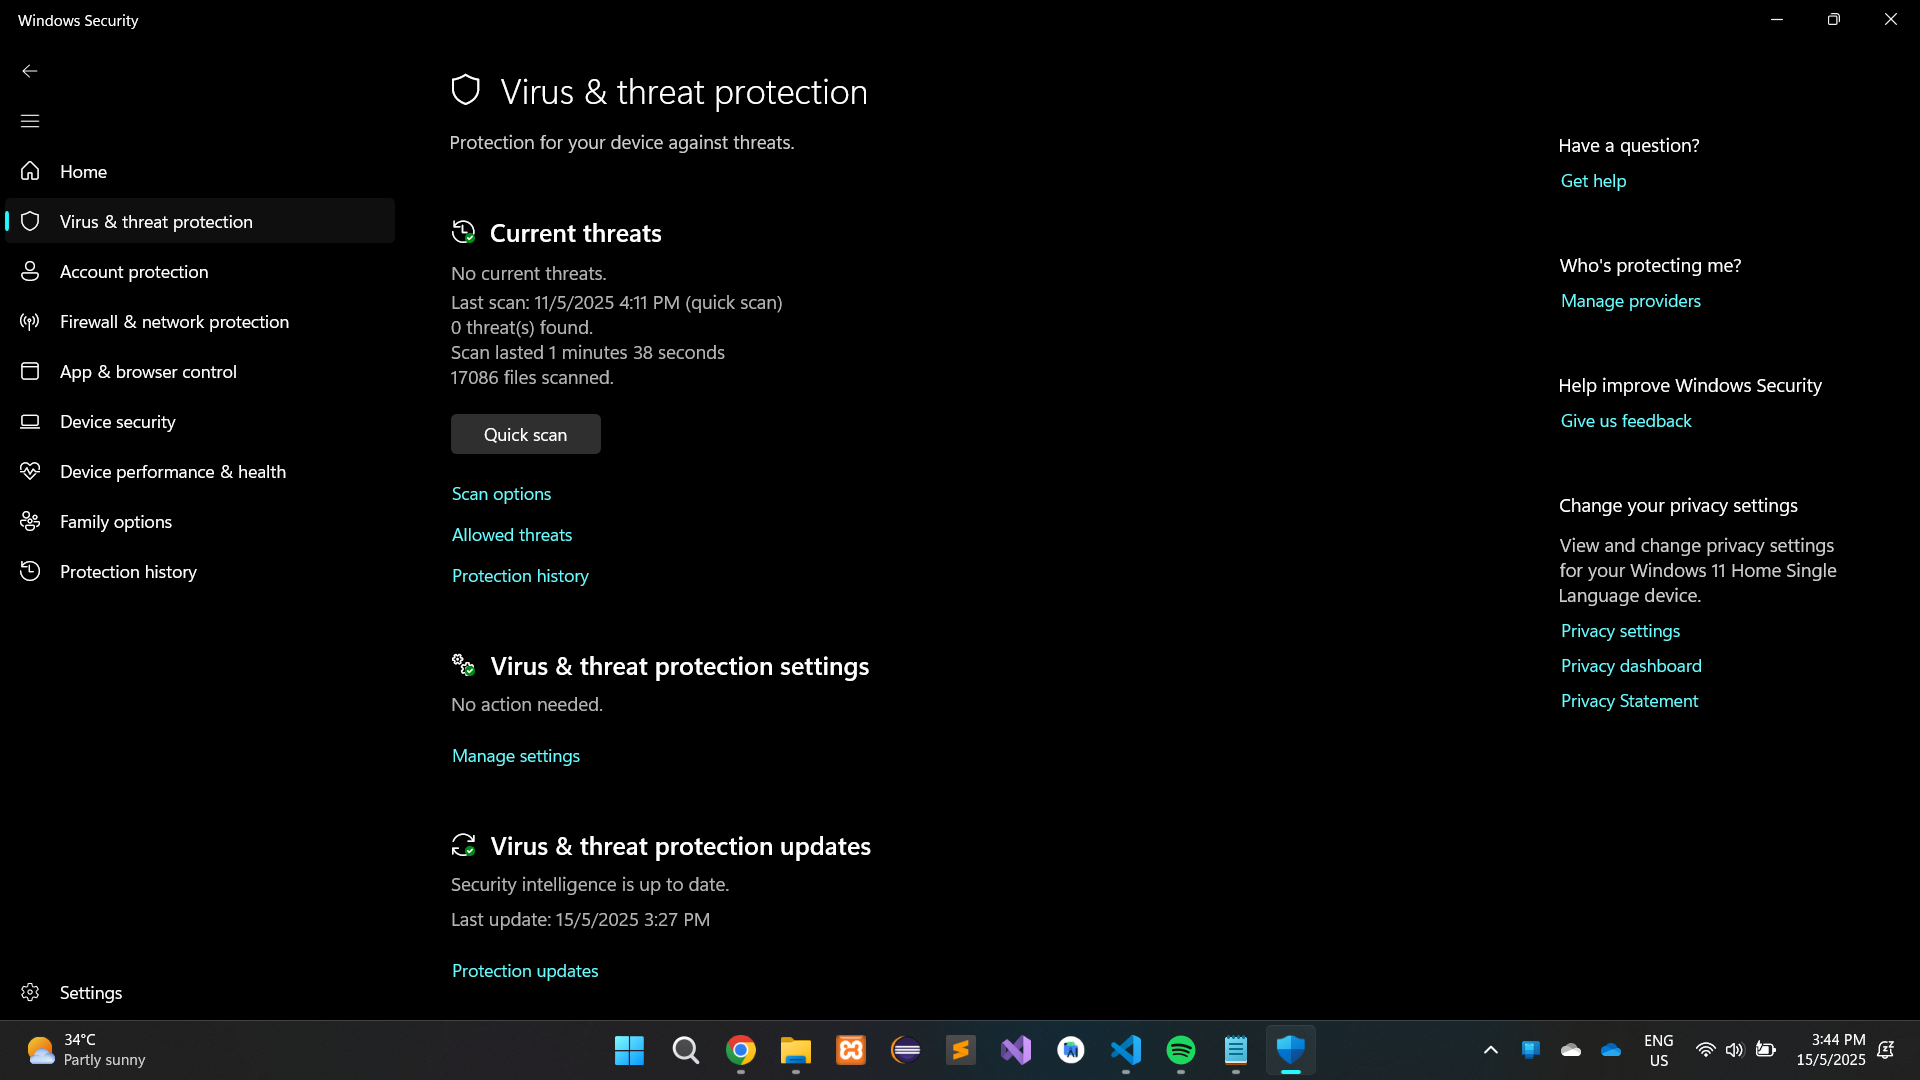 Windows Security
Home
Virus & threat protection
Account protection
Firewall & network protection
App & browser control
Device security
Device performance & health
Family options
Protection history
Settings
Virus & threat protection
Protection for your device against threats.
Current threats
No current threats.
Last scan: 11/5/2025 4:11 PM (quick scan)
0 threat(s) found.
Scan lasted 1 minutes 38 seconds
17086 files scanned.
Quick scan
Scan options
Allowed threats
Protection history
Virus & threat protection settings
No action needed.
Manage settings
Virus & threat protection updates
Security intelligence is up to date.
Last update: 15/5/2025 3:27 PM
Protection updates
Have a question?
Get help
Who's protecting me?
Manage providers
Help improve Windows Security
Give us feedback
Change your privacy settings
View and change privacy settings
for your Windows 11 Home Single
Language device.
Privacy settings
Privacy dashboard
Privacy Statement
34°C
Partly sunny
ENG
US
3:44 PM
15/5/2025